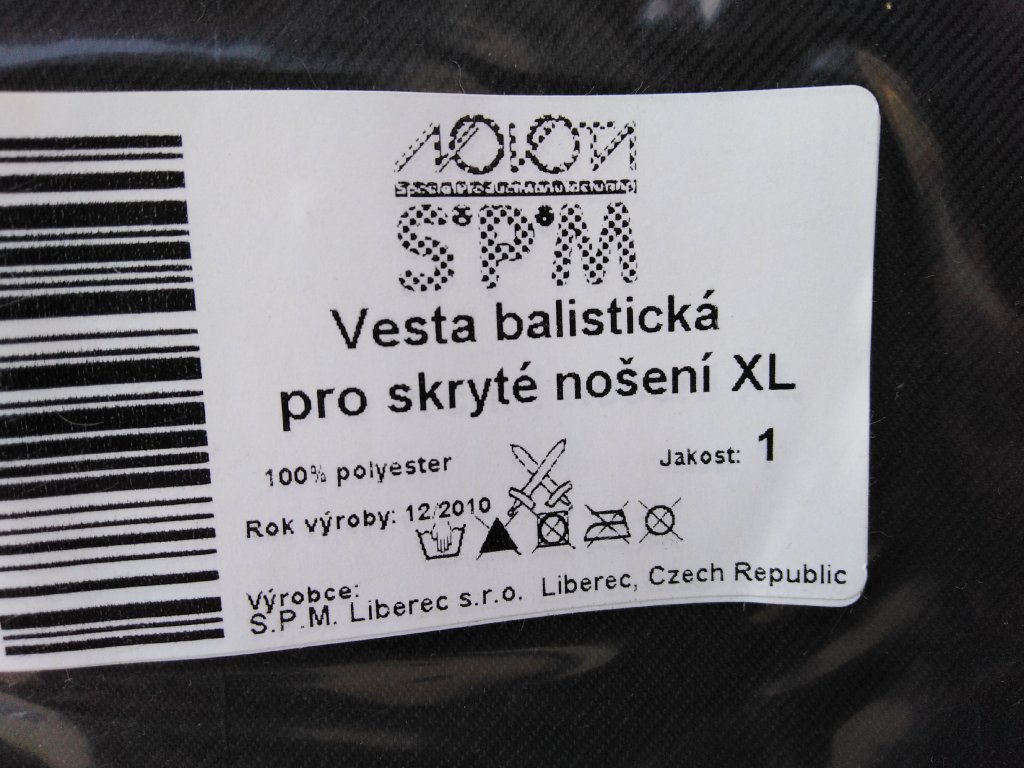 S.P.M
Vesta balistická
pro skryté nošení XL
100% polyester
Jakost: 1
Rok výroby: 12/2010
Výrobce:
S.P.M. Liberec s.r.o. Liberec, Czech Republic